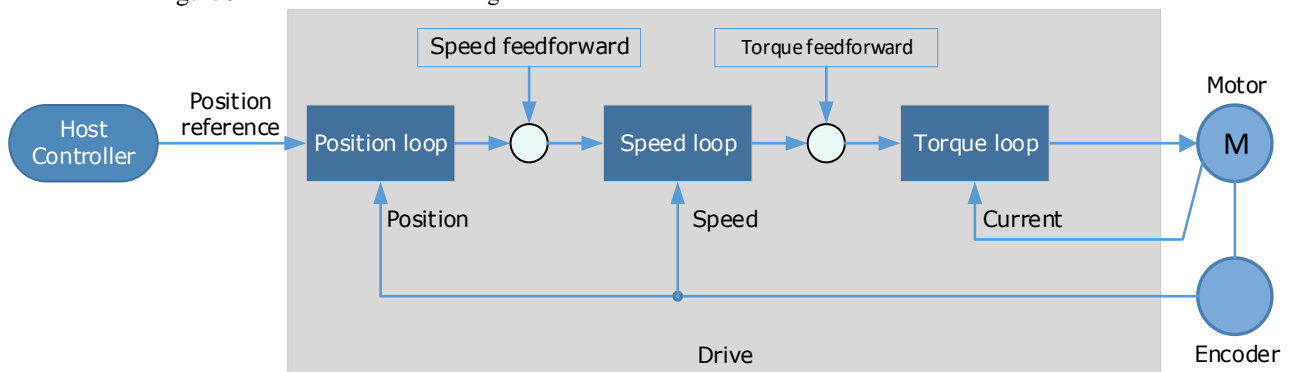 Speed feedforward
Torque feedforward
Motor
Position
reference
Host
Controller
Position loop
Speed loop
Torque loop
M
Position
Speed
Current
Drive
Encoder